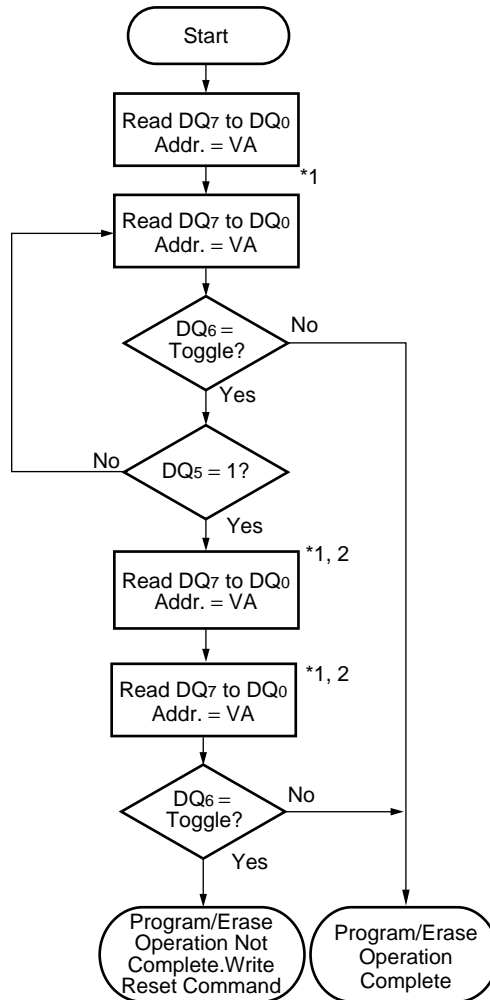 Start
Read DQ7 to DQ0
Addr. = VA
*1
Read DQ7 to DQ0
Addr. = VA
DQ6 =
Toggle?
No
Yes
DQ5 = 1?
No
Yes
*1, 2
Read DQ7 to DQ0
Addr. = VA
*1, 2
Read DQ7 to DQ0
Addr. = VA
DQ6 =
Toggle?
No
Yes
Program/Erase
Operation Not
Complete.Write
Reset Command
Program/Erase
Operation
Complete